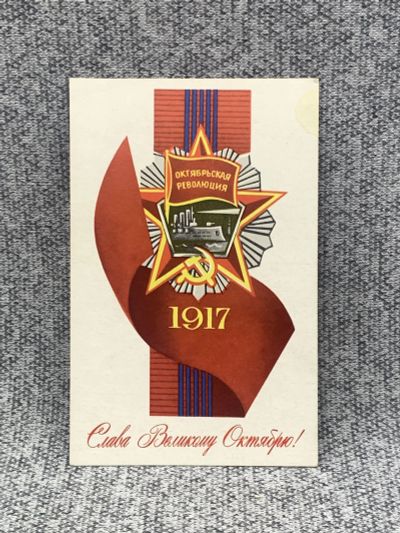 ОКТЯБРЬСКАЯ
РЕВОЛЮЦИЯ
1917
Слава Великому Октябрю!